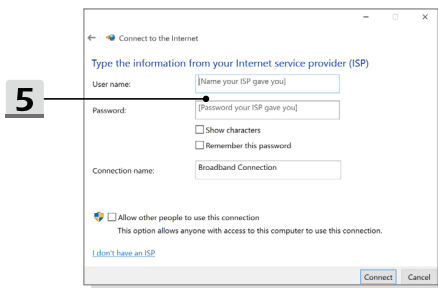 Connect to the Internet
Type the information from your Internet service provider (ISP)
User name:
[Name your ISP gave you]
5
Password:
[Password your ISP gave you]
Show characters
Remember this password
Connection name:
Broadband Connection
Allow other people to use this connection
This option allows anyone with access to this computer to use this connection.
I don't have an ISP
Connect
Cancel